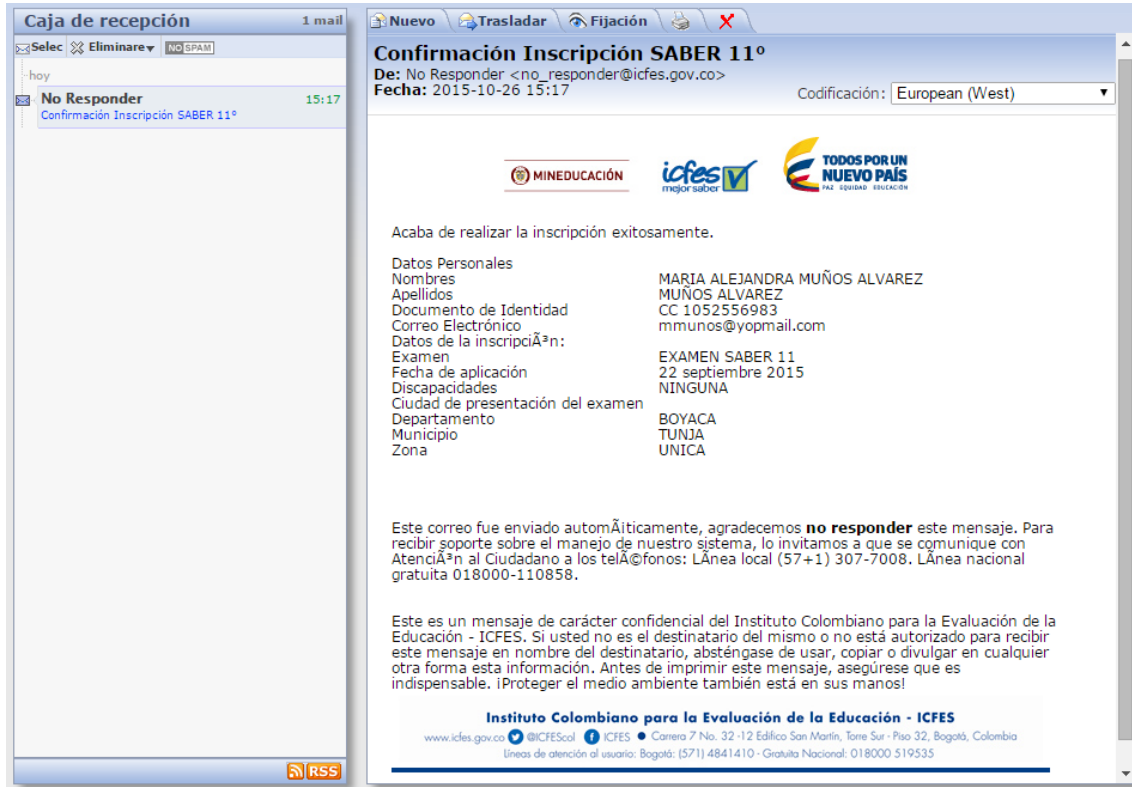 Caja de recepción 1 mail
Selec Eliminare NO SPAM
hoy
No Responder 15:17
Confirmación Inscripción SABER 11º
RSS
Nuevo Trasladar Fijación
Confirmación Inscripción SABER 11º
De: No Responder <no_responder@icfes.gov.co>
Fecha: 2015-10-26 15:17
Codificación: European (West)
MINEDUCACIÓN
icfes
mejor saber
TODOS POR UN
NUEVO PAÍS
PAZ EQUIDAD EDUCACIÓN
Acaba de realizar la inscripción exitosamente.
Datos Personales
Nombres MARIA ALEJANDRA MUÑOS ALVAREZ
Apellidos MUÑOS ALVAREZ
Documento de Identidad CC 1052556983
Correo Electrónico mmunos@yopmail.com
Datos de la inscripciÃ³n:
Examen EXAMEN SABER 11
Fecha de aplicación 22 septiembre 2015
Discapacidades NINGUNA
Ciudad de presentación del examen
Departamento BOYACA
Municipio TUNJA
Zona UNICA
Este correo fue enviado automÃiticamente, agradecemos no responder este mensaje. Para
recibir soporte sobre el manejo de nuestro sistema, lo invitamos a que se comunique con
AtenciÃ³n al Ciudadano a los telÃ©fonos: LÃnea local (57+1) 307-7008. LÃnea nacional
gratuita 018000-110858.
Este es un mensaje de carácter confidencial del Instituto Colombiano para la Evaluación de la
Educación - ICFES. Si usted no es el destinatario del mismo o no está autorizado para recibir
este mensaje en nombre del destinatario, absténgase de usar, copiar o divulgar en cualquier
otra forma esta información. Antes de imprimir este mensaje, asegúrese que es
indispensable. ¡Proteger el medio ambiente también está en sus manos!
Instituto Colombiano para la Evaluación de la Educación - ICFES
www.icfes.gov.co @ICFEScol ICFES ● Carrera 7 No. 32 -12 Edifico San Martín, Torre Sur - Piso 32, Bogotá, Colombia
Líneas de atención al usuario: Bogotá: (571) 4841410 - Gratuita Nacional: 018000 519535